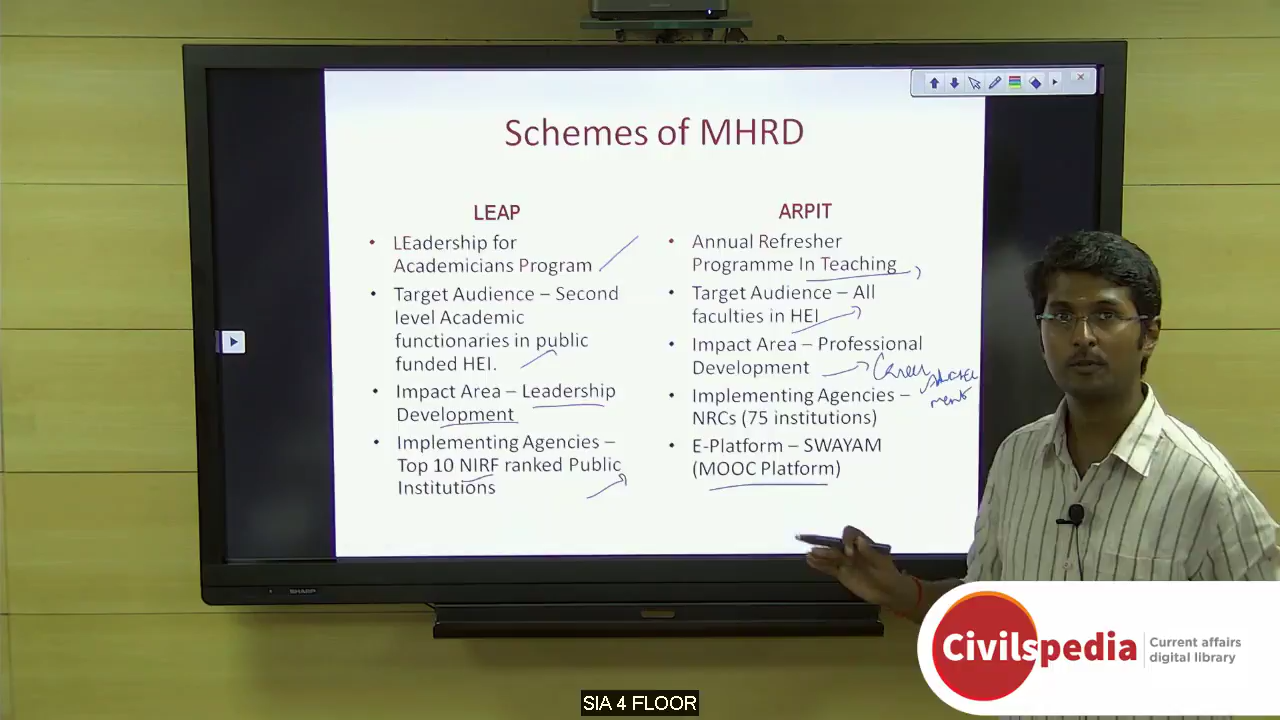 Schemes of MHRD
LEAP
• LEadership for
Academicians Program
• Target Audience – Second
level Academic
functionaries in public
funded HEI.
• Impact Area – Leadership
Development
• Implementing Agencies –
Top 10 NIRF ranked Public
Institutions
ARPIT
• Annual Refresher
Programme In Teaching
• Target Audience – All
faculties in HEI
• Impact Area – Professional
Development
Career
ment
• Implementing Agencies –
NRCs (75 institutions)
• E-Platform – SWAYAM
(MOOC Platform)
SHARP
Civilspedia
Current affairs
digital library
SIA 4 FLOOR